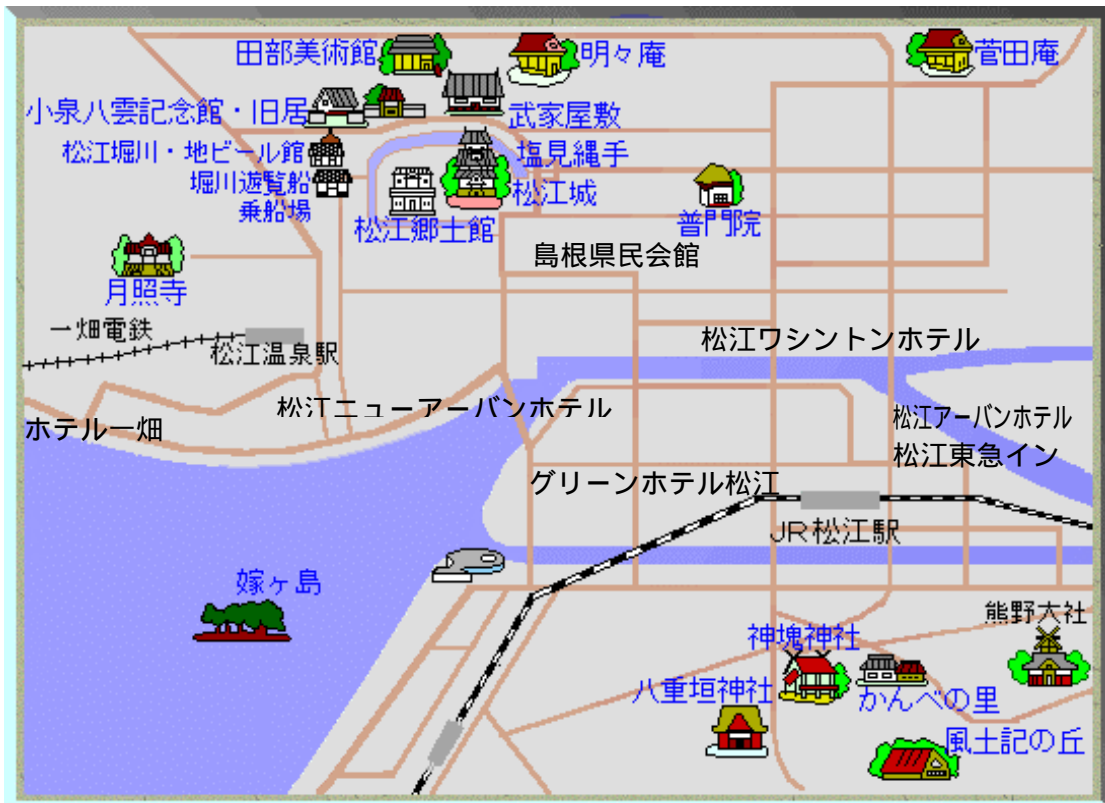 田部美術館
明々庵
菅田庵
小泉八雲記念館・旧居
武家屋敷
松江堀川・地ビール館
塩見縄手
堀川遊覧船
乗船場
松江城
松江郷土館
普門院
島根県民会館
月照寺
一畑電鉄
松江温泉駅
松江ワシントンホテル
松江ニューアーバンホテル
ホテル一畑
松江アーバンホテル
松江東急イン
グリーンホテル松江
JR松江駅
嫁ヶ島
熊野大社
神塊神社
八重垣神社
かんべの里
風土記の丘